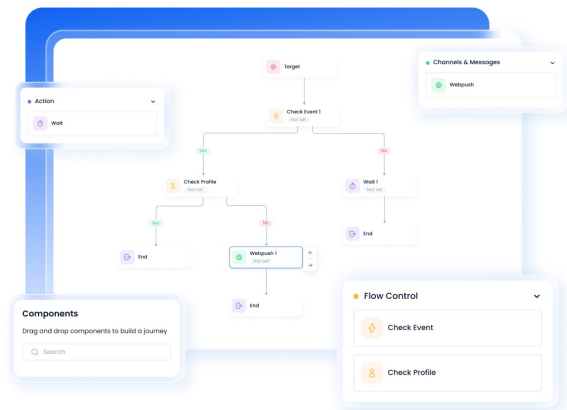 Target
Channels & Messages
Webpush
Action
Wait
Check Event 1
Not set
Yes
No
Check Profile
Not set
Wait 1
Not set
Yes
No
End
Webpush 1
Not set
End
End
Components
Drag and drop components to build a journey
Search
Flow Control
Check Event
Check Profile